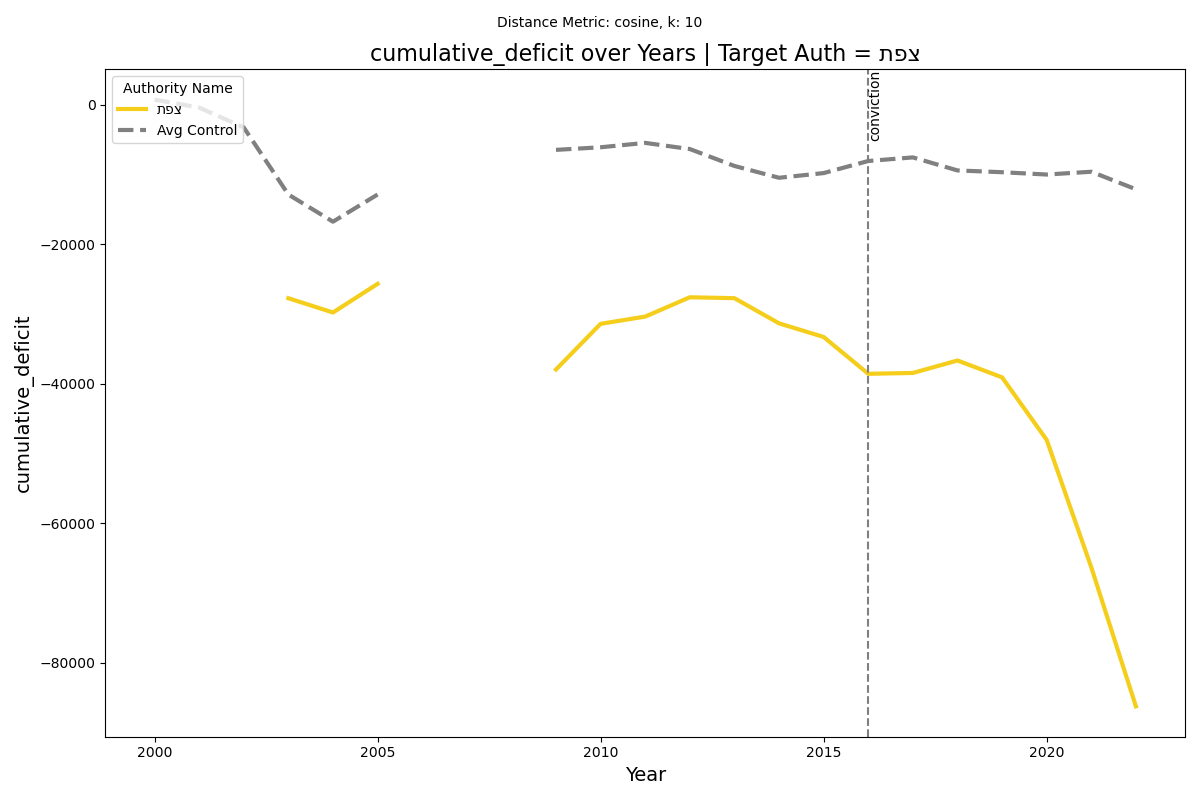 Distance Metric: cosine, k: 10
cumulative_deficit over Years | Target Auth = צפת
Authority Name
צפת
Avg Control
conviction
cumulative_deficit
0
−20000
−40000
−60000
−80000
2000
2005
2010
2015
2020
Year